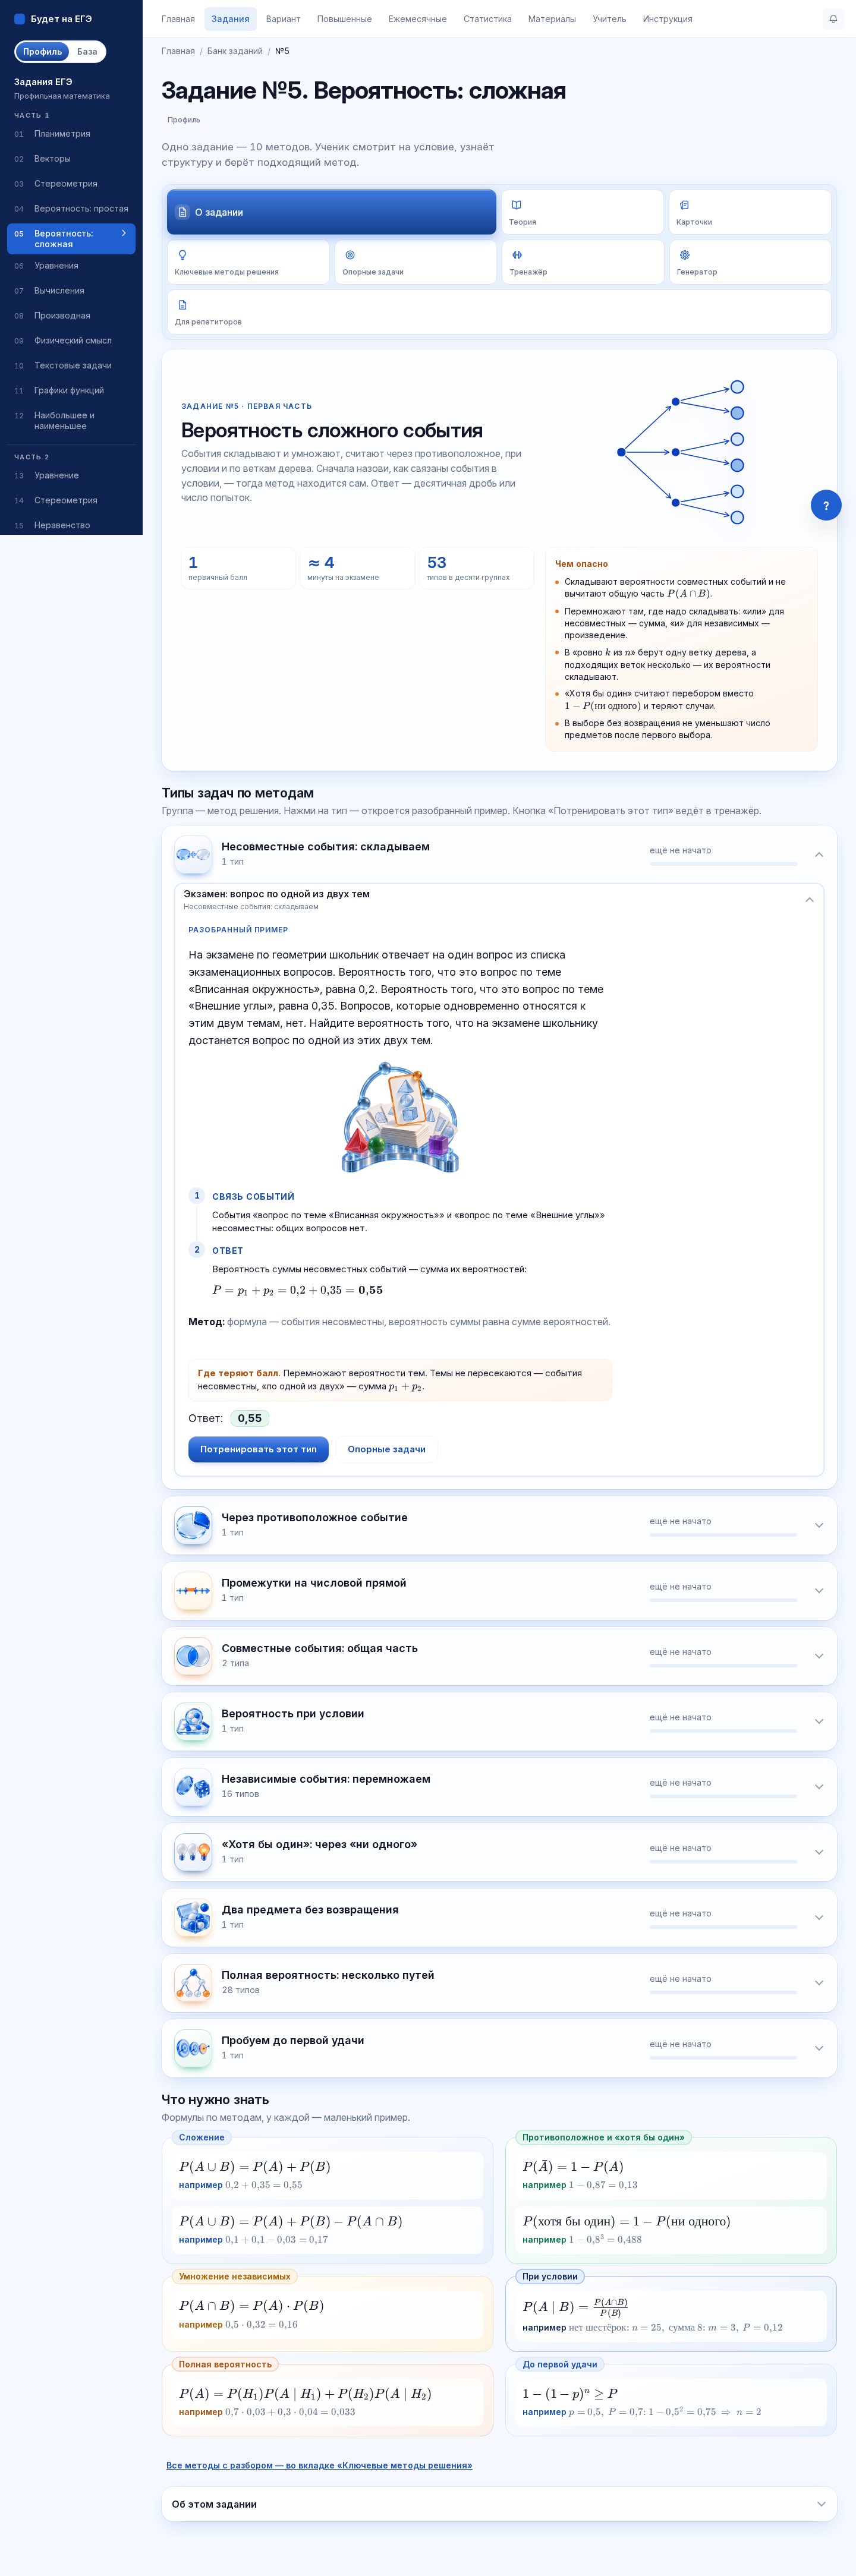 Будет на ЕГЭ
Профиль База
Задания ЕГЭ
Профильная математика
ЧАСТЬ 1
01 Планиметрия
02 Векторы
03 Стереометрия
04 Вероятность: простая
05 Вероятность: сложная
06 Уравнения
07 Вычисления
08 Производная
09 Физический смысл
10 Текстовые задачи
11 Графики функций
12 Наибольшее и наименьшее
ЧАСТЬ 2
13 Уравнение
14 Стереометрия
15 Неравенство
Главная Задания Вариант Повышенные Ежемесячные Статистика Материалы Учитель Инструкция
Главная / Банк заданий / №5
Задание №5. Вероятность: сложная
Профиль
Одно задание — 10 методов. Ученик смотрит на условие, узнаёт
структуру и берёт подходящий метод.
О задании
Теория
Карточки
Ключевые методы решения
Опорные задачи
Тренажёр
Генератор
Для репетиторов
ЗАДАНИЕ №5 · ПЕРВАЯ ЧАСТЬ
Вероятность сложного события
События складывают и умножают, считают через противоположное, при
условии и по веткам дерева. Сначала назови, как связаны события в
условии, — тогда метод находится сам. Ответ — десятичная дробь или
число попыток.
?
1
первичный балл
≈ 4
минуты на экзамене
53
типов в десяти группах
Чем опасно
Складывают вероятности совместных событий и не
вычитают общую часть P(A ∩ B).
Перемножают там, где надо складывать: «или» для
несовместных — сумма, «и» для независимых —
произведение.
В «ровно k из n» берут одну ветку дерева, а
подходящих веток несколько — их вероятности
складывают.
«Хотя бы один» считают перебором вместо
1 − P(ни одного) и теряют случаи.
В выборе без возвращения не уменьшают число
предметов после первого выбора.
Типы задач по методам
Группа — метод решения. Нажми на тип — откроется разобранный пример. Кнопка «Потренировать этот тип» ведёт в тренажёр.
Несовместные события: складываем
1 тип
ещё не начато
Экзамен: вопрос по одной из двух тем
Несовместные события: складываем
РАЗОБРАННЫЙ ПРИМЕР
На экзамене по геометрии школьник отвечает на один вопрос из списка
экзаменационных вопросов. Вероятность того, что это вопрос по теме
«Вписанная окружность», равна 0,2. Вероятность того, что это вопрос по теме
«Внешние углы», равна 0,35. Вопросов, которые одновременно относятся к
этим двум темам, нет. Найдите вероятность того, что на экзамене школьнику
достанется вопрос по одной из этих двух тем.
1 СВЯЗЬ СОБЫТИЙ
События «вопрос по теме «Вписанная окружность»» и «вопрос по теме «Внешние углы»»
несовместны: общих вопросов нет.
2 ОТВЕТ
Вероятность суммы несовместных событий — сумма их вероятностей:
P = p₁ + p₂ = 0,2 + 0,35 = 0,55
Метод: формула — события несовместны, вероятность суммы равна сумме вероятностей.
Где теряют балл. Перемножают вероятности тем. Темы не пересекаются — события
несовместны, «по одной из двух» — сумма p₁ + p₂.
Ответ: 0,55
Потренировать этот тип Опорные задачи
Через противоположное событие
1 тип
ещё не начато
Промежутки на числовой прямой
1 тип
ещё не начато
Совместные события: общая часть
2 типа
ещё не начато
Вероятность при условии
1 тип
ещё не начато
Независимые события: перемножаем
16 типов
ещё не начато
«Хотя бы один»: через «ни одного»
1 тип
ещё не начато
Два предмета без возвращения
1 тип
ещё не начато
Полная вероятность: несколько путей
28 типов
ещё не начато
Пробуем до первой удачи
1 тип
ещё не начато
Что нужно знать
Формулы по методам, у каждой — маленький пример.
Сложение
P(A ∪ B) = P(A) + P(B)
например 0,2 + 0,35 = 0,55
P(A ∪ B) = P(A) + P(B) − P(A ∩ B)
например 0,1 + 0,1 − 0,03 = 0,17
Противоположное и «хотя бы один»
P(Ā) = 1 − P(A)
например 1 − 0,87 = 0,13
P(хотя бы один) = 1 − P(ни одного)
например 1 − 0,8³ = 0,488
Умножение независимых
P(A ∩ B) = P(A) · P(B)
например 0,5 · 0,32 = 0,16
При условии
P(A | B) = P(A∩B)/P(B)
например нет шестёрок: n = 25, сумма 8: m = 3, P = 0,12
Полная вероятность
P(A) = P(H₁)P(A | H₁) + P(H₂)P(A | H₂)
например 0,7 · 0,03 + 0,3 · 0,04 = 0,033
До первой удачи
1 − (1 − p)ⁿ ≥ P
например p = 0,5, P = 0,7: 1 − 0,5² = 0,75 ⇒ n = 2
Все методы с разбором — во вкладке «Ключевые методы решения»
Об этом задании